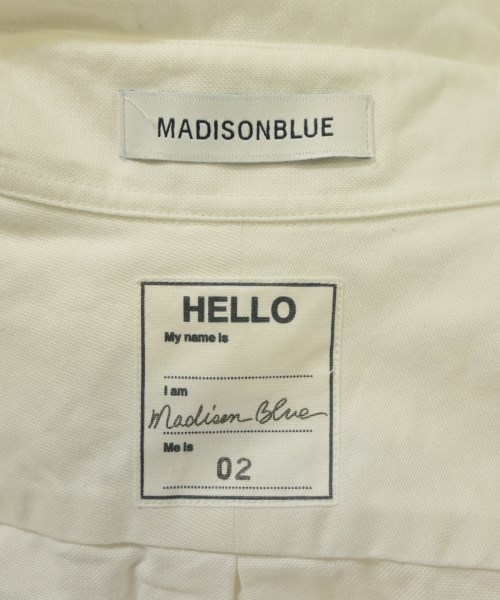 MADISONBLUE
HELLO
My name is
I am
Madison Blue
Me is
02